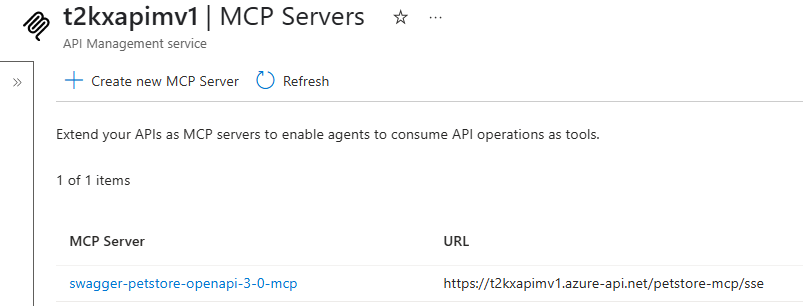 t2kxapimv1 | MCP Servers
API Management service
Create new MCP Server Refresh
Extend your APIs as MCP servers to enable agents to consume API operations as tools.
1 of 1 items
MCP Server URL
swagger-petstore-openapi-3-0-mcp https://t2kxapimv1.azure-api.net/petstore-mcp/sse